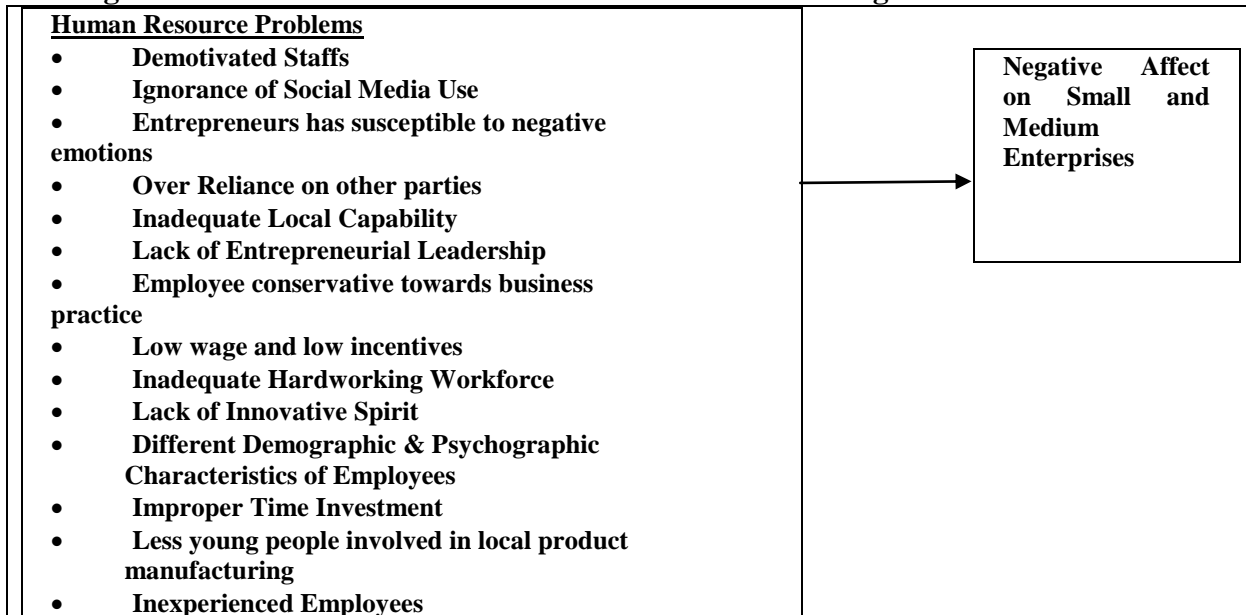 Human Resource Problems
• Demotivated Staffs
• Ignorance of Social Media Use
• Entrepreneurs has susceptible to negative
emotions
• Over Reliance on other parties
• Inadequate Local Capability
• Lack of Entrepreneurial Leadership
• Employee conservative towards business
practice
• Low wage and low incentives
• Inadequate Hardworking Workforce
• Lack of Innovative Spirit
• Different Demographic & Psychographic
Characteristics of Employees
• Improper Time Investment
• Less young people involved in local product
manufacturing
• Inexperienced Employees
Negative Affect
on Small and
Medium
Enterprises